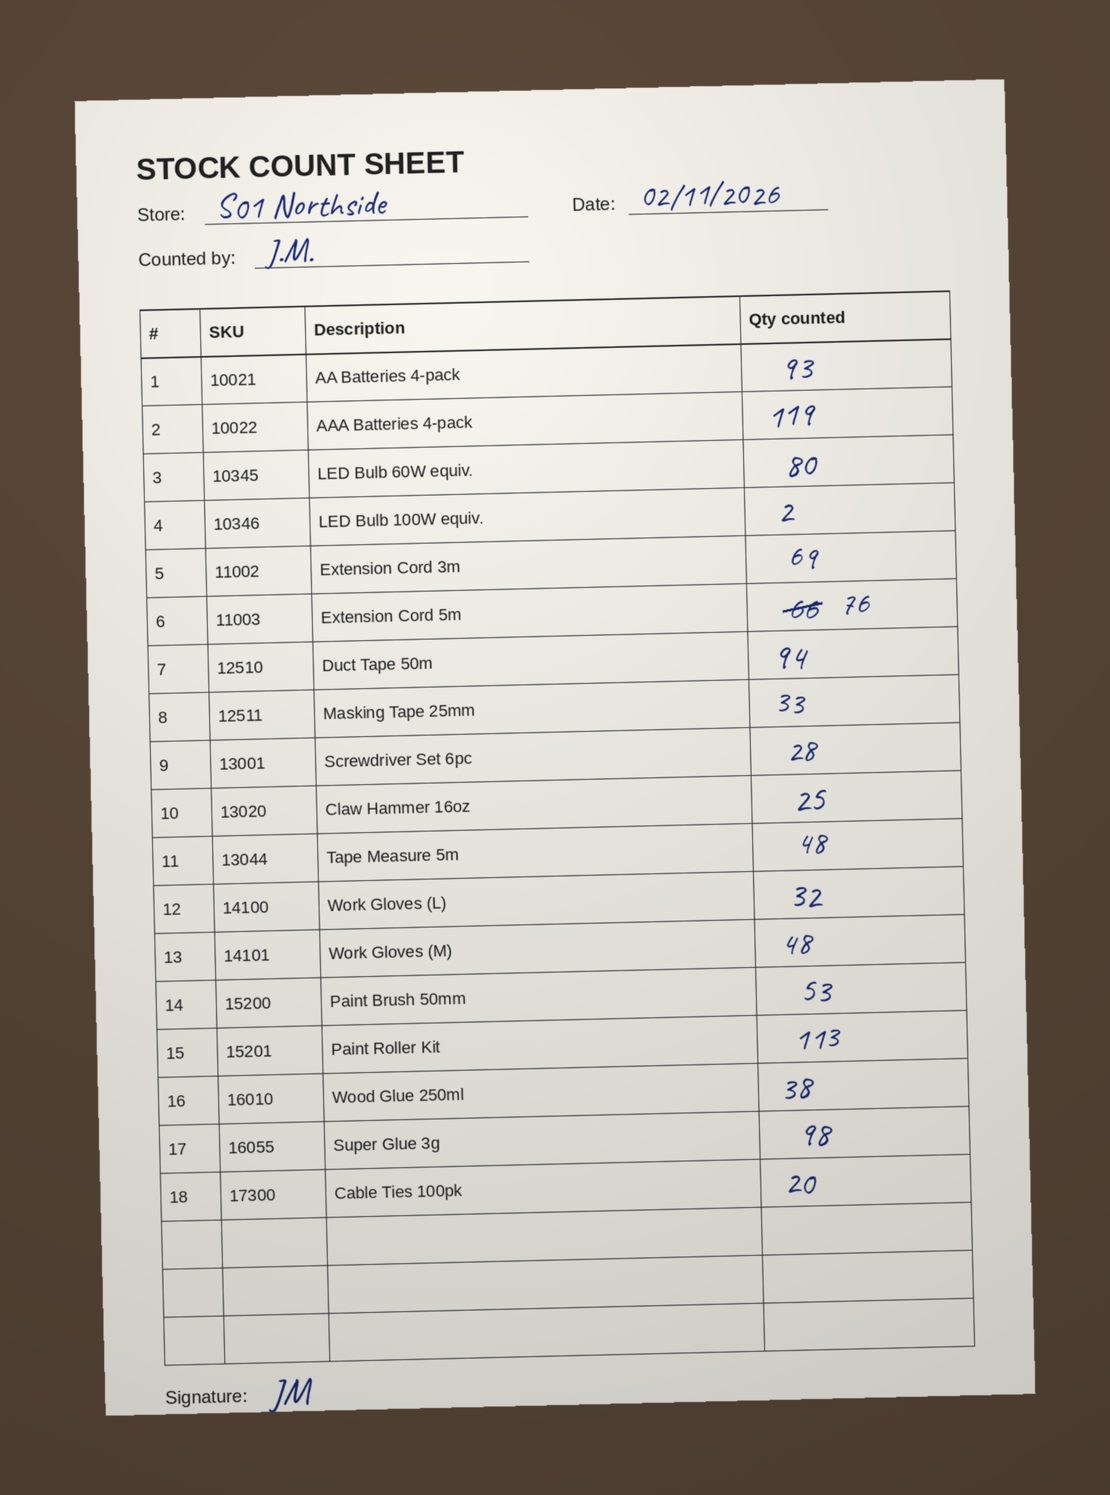 STOCK COUNT SHEET
Store: S01 Northside Date: 02/11/2026
Counted by: J.M.
# SKU Description Qty counted
1 10021 AA Batteries 4-pack 93
2 10022 AAA Batteries 4-pack 119
3 10345 LED Bulb 60W equiv. 80
4 10346 LED Bulb 100W equiv. 2
5 11002 Extension Cord 3m 69
6 11003 Extension Cord 5m 66 76
7 12510 Duct Tape 50m 94
8 12511 Masking Tape 25mm 33
9 13001 Screwdriver Set 6pc 28
10 13020 Claw Hammer 16oz 25
11 13044 Tape Measure 5m 48
12 14100 Work Gloves (L) 32
13 14101 Work Gloves (M) 48
14 15200 Paint Brush 50mm 53
15 15201 Paint Roller Kit 113
16 16010 Wood Glue 250ml 38
17 16055 Super Glue 3g 98
18 17300 Cable Ties 100pk 20
Signature: JM